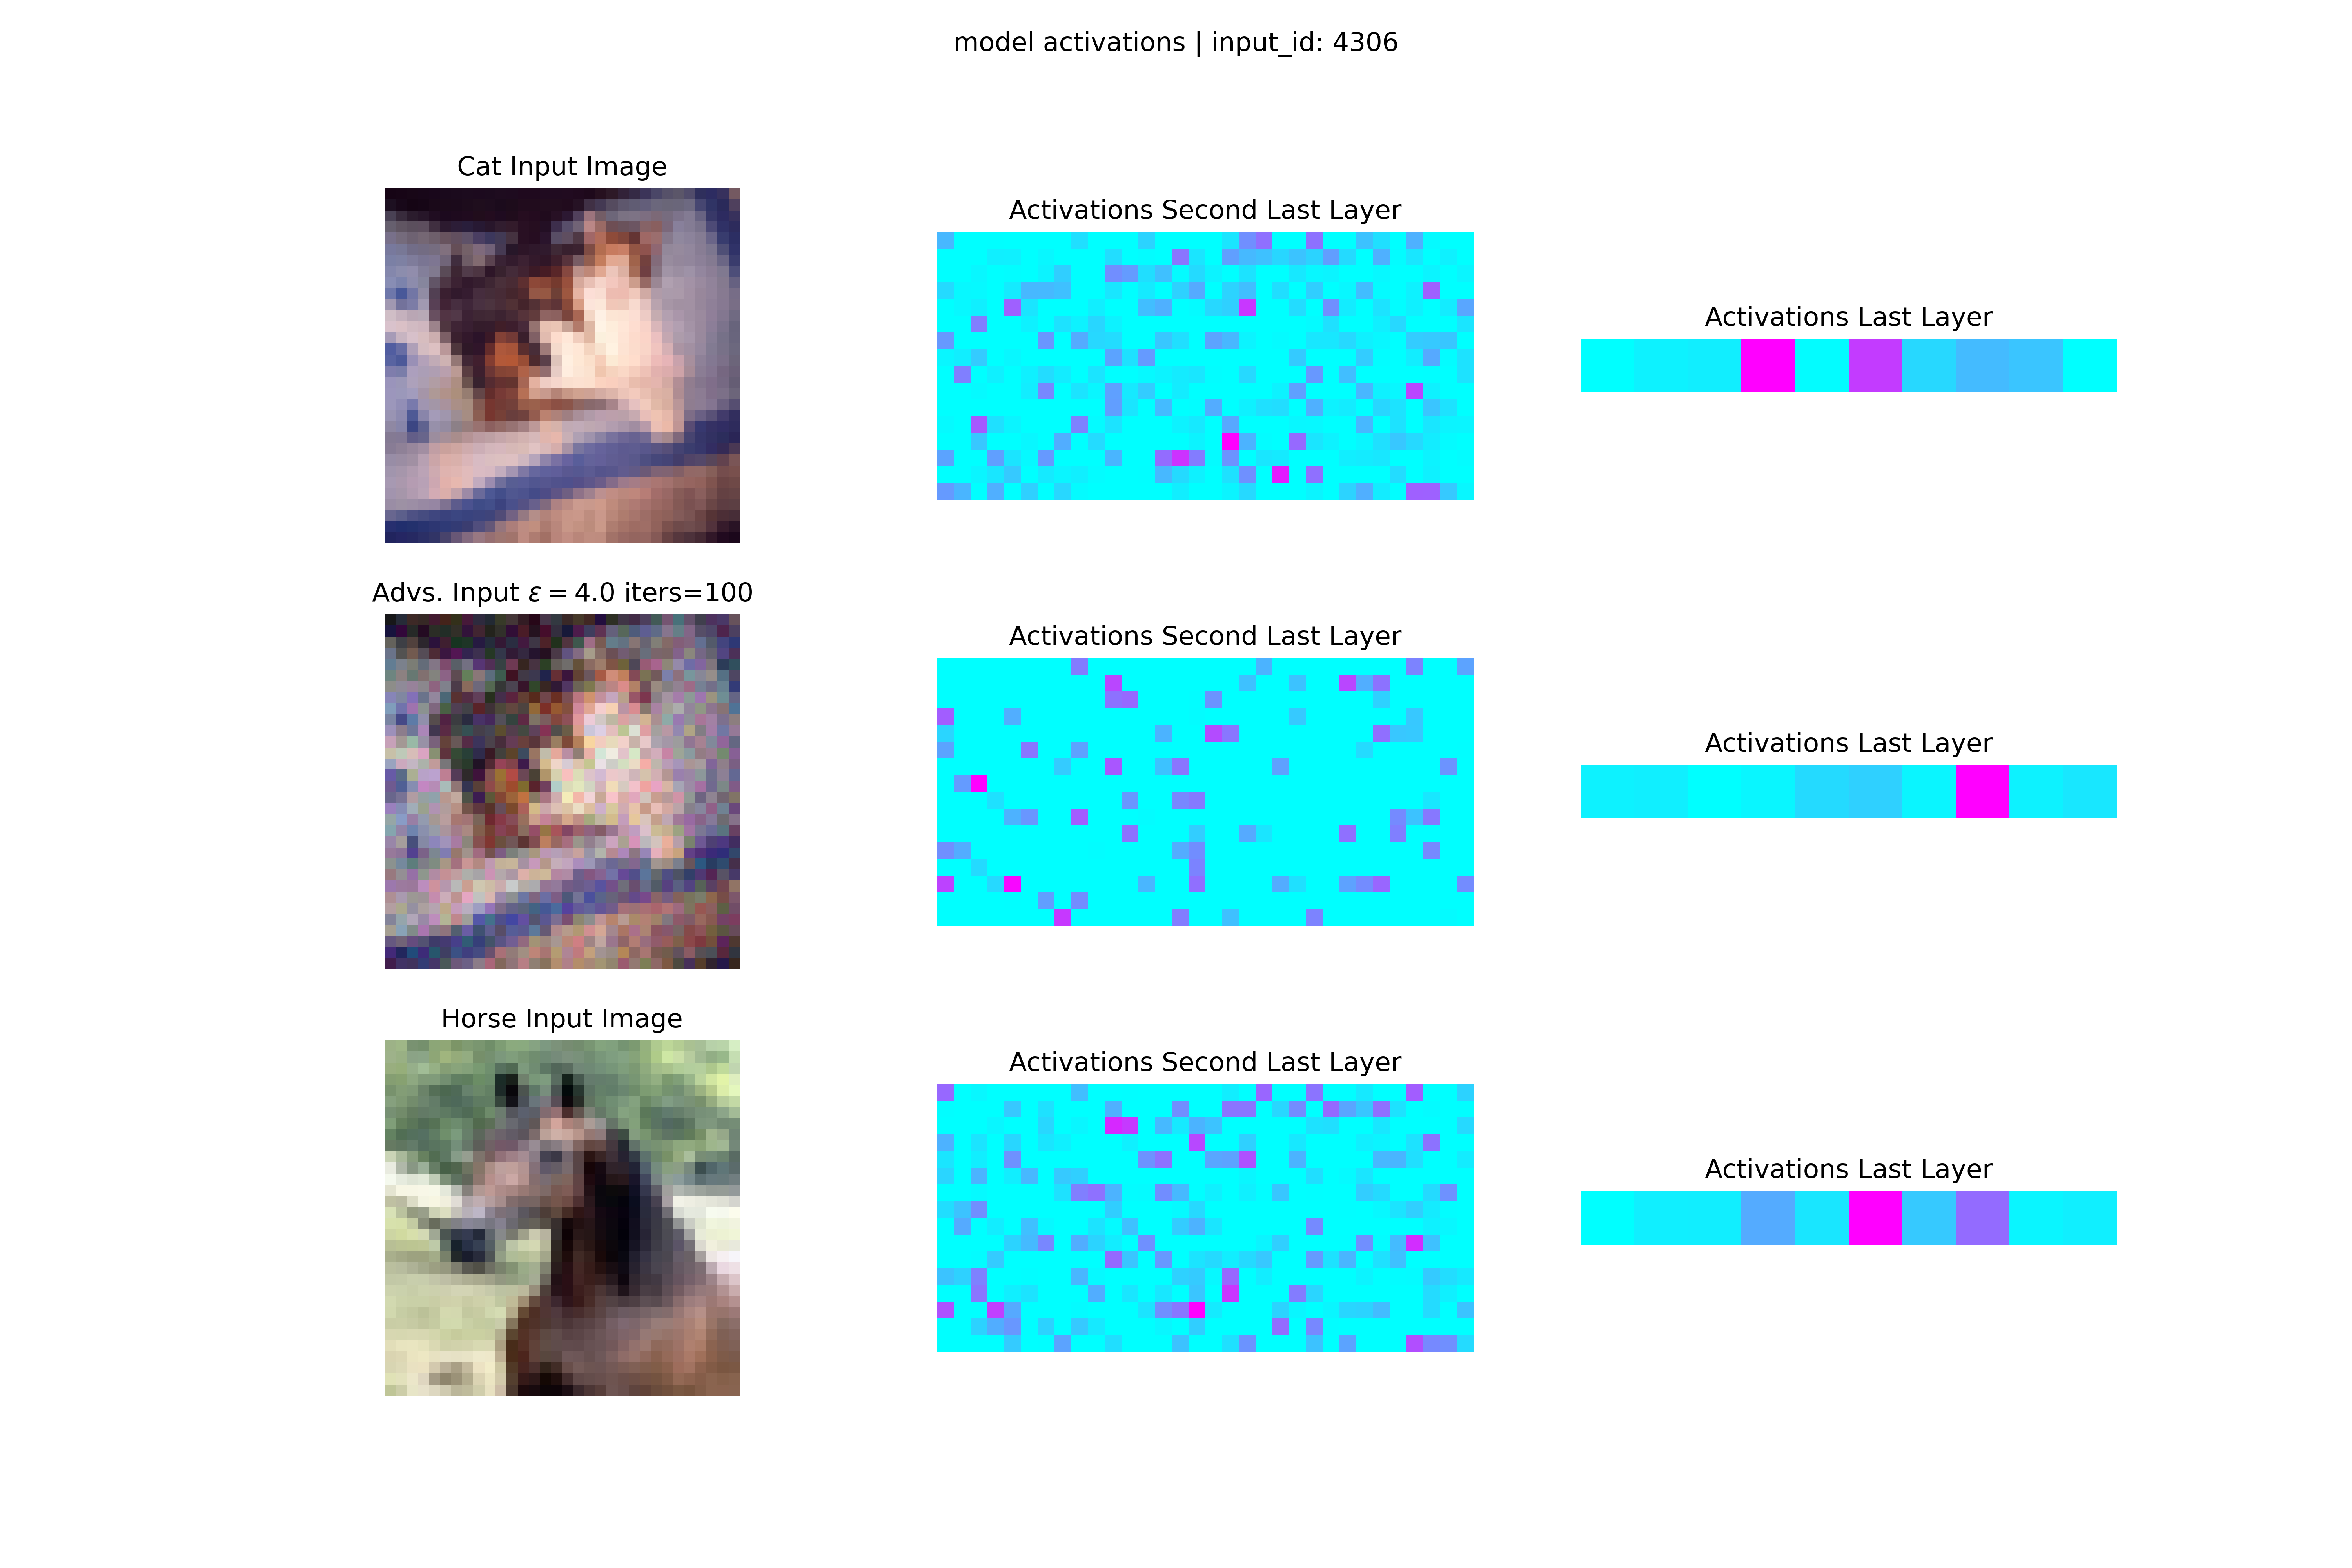 model activations | input_id: 4306
Cat Input Image
Activations Second Last Layer
Activations Last Layer
Advs. Input ε = 4.0 iters=100
Activations Second Last Layer
Activations Last Layer
Horse Input Image
Activations Second Last Layer
Activations Last Layer